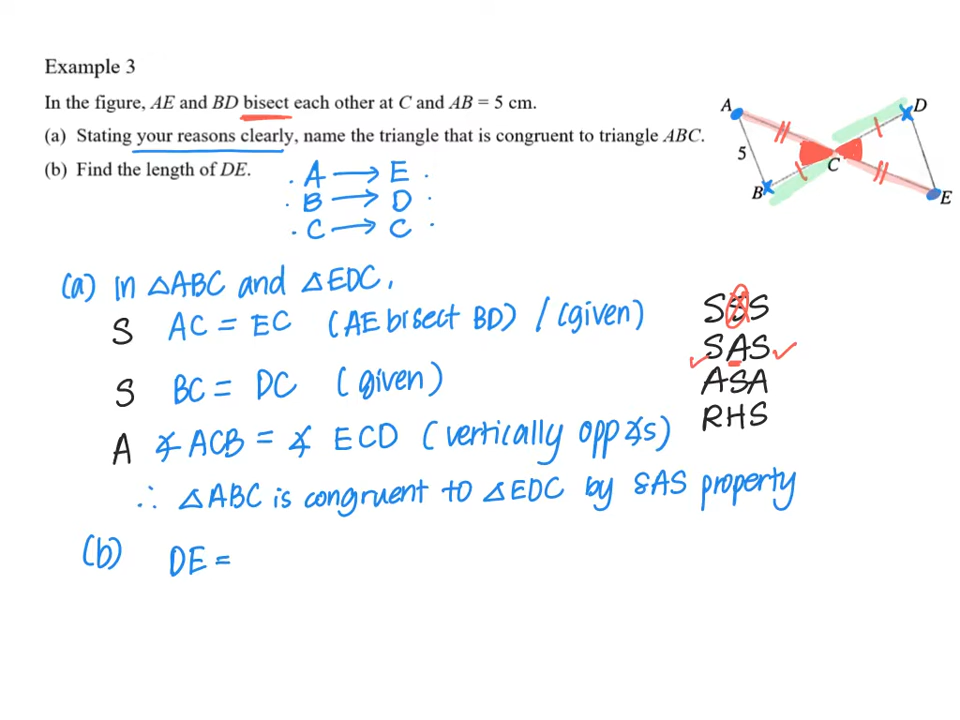 Example 3
In the figure, AE and BD bisect each other at C and AB = 5 cm.
(a) Stating your reasons clearly, name the triangle that is congruent to triangle ABC.
(b) Find the length of DE.
A
D
5
C
B
E
. A → E .
. B → D .
. C → C .
(a) In △ABC and △EDC,
S AC = EC (AE bisect BD) / (given)
S BC = DC (given)
A ∡ ACB = ∡ ECD (vertically opp ∡s)
∴ △ABC is congruent to △EDC by SAS property
(b) DE =
SSS
✓ SAS ✓
ASA
RHS